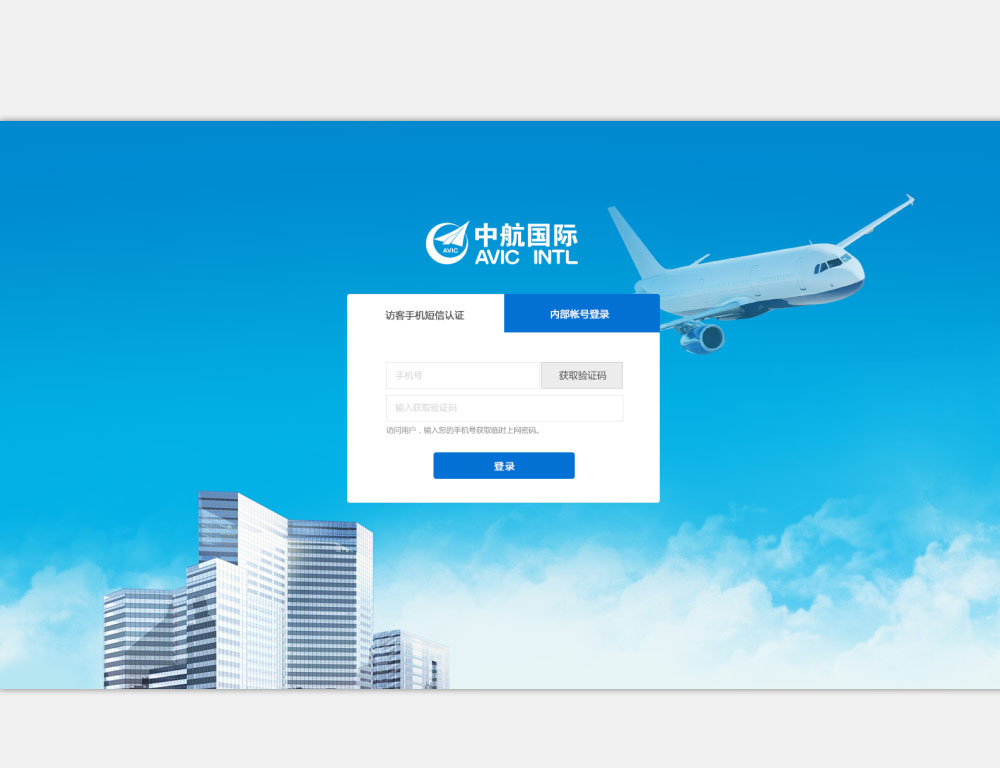 中航国际
AVIC
AVIC INTL
访客手机短信认证
内部帐号登录
手机号
获取验证码
输入获取验证码
访问用户，输入您的手机号获取临时上网密码。
登录